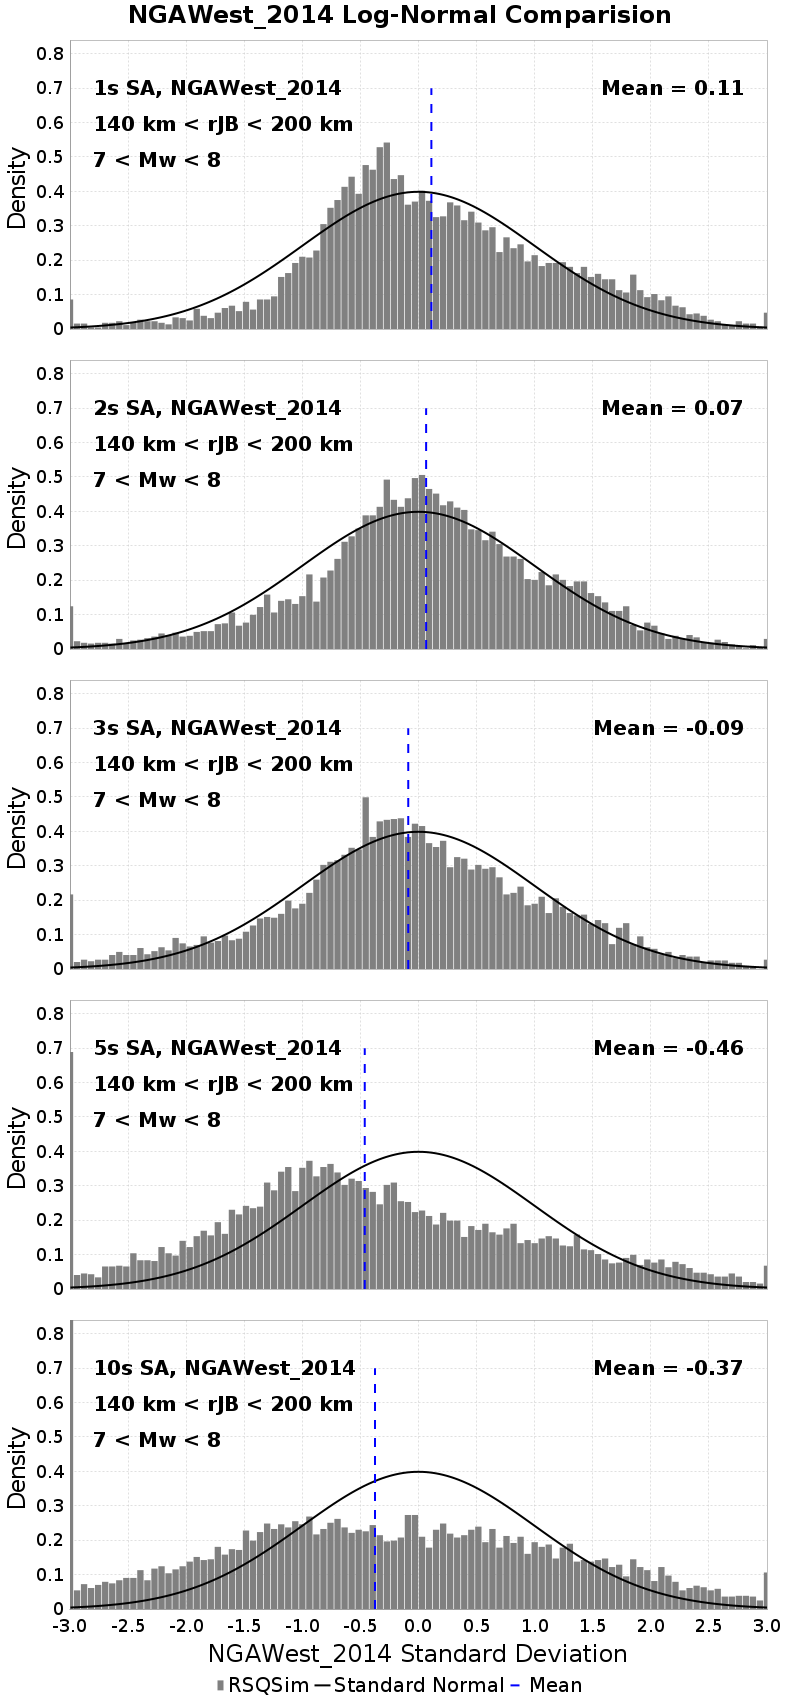 NGAWest_2014 Log-Normal Comparision
0.8
0.7
0.6
0.5
0.4
0.3
0.2
0.1
0
Density
1s SA, NGAWest_2014
Mean = 0.11
140 km < rJB < 200 km
7 < Mw < 8
0.8
0.7
0.6
0.5
0.4
0.3
0.2
0.1
0
Density
2s SA, NGAWest_2014
Mean = 0.07
140 km < rJB < 200 km
7 < Mw < 8
0.8
0.7
0.6
0.5
0.4
0.3
0.2
0.1
0
Density
3s SA, NGAWest_2014
Mean = -0.09
140 km < rJB < 200 km
7 < Mw < 8
0.8
0.7
0.6
0.5
0.4
0.3
0.2
0.1
0
Density
5s SA, NGAWest_2014
Mean = -0.46
140 km < rJB < 200 km
7 < Mw < 8
0.8
0.7
0.6
0.5
0.4
0.3
0.2
0.1
0
Density
10s SA, NGAWest_2014
Mean = -0.37
140 km < rJB < 200 km
7 < Mw < 8
-3.0 -2.5 -2.0 -1.5 -1.0 -0.5 0.0 0.5 1.0 1.5 2.0 2.5 3.0
NGAWest_2014 Standard Deviation
RSQSim Standard Normal Mean